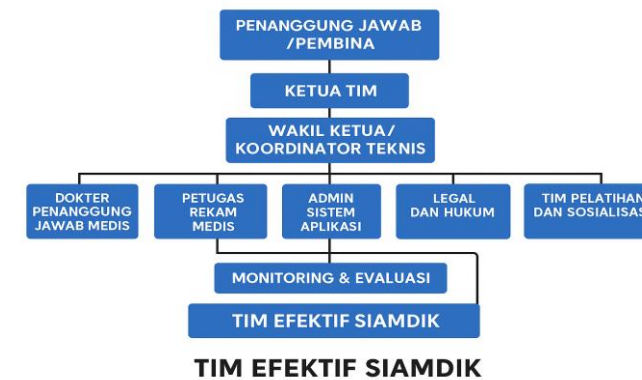 PENANGGUNG JAWAB
/PEMBINA
KETUA TIM
WAKIL KETUA/
KOORDINATOR TEKNIS
DOKTER
PENANGGUNG
JAWAB MEDIS
PETUGAS
REKAM
MEDIS
ADMIN
SISTEM
APLIKASI
LEGAL
DAN HUKUM
TIM PELATIHAN
DAN SOSIALISAS
MONITORING & EVALUASI
TIM EFEKTIF SIAMDIK
TIM EFEKTIF SIAMDIK